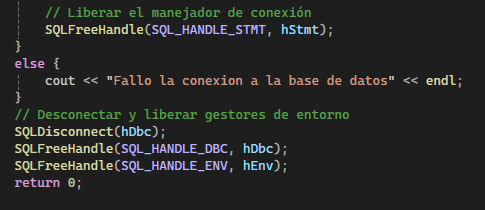 // Liberar el manejador de conexión
SQLFreeHandle(SQL_HANDLE_STMT, hStmt);
}
else {
cout << "Fallo la conexion a la base de datos" << endl;
}
// Desconectar y liberar gestores de entorno
SQLDisconnect(hDbc);
SQLFreeHandle(SQL_HANDLE_DBC, hDbc);
SQLFreeHandle(SQL_HANDLE_ENV, hEnv);
return 0;